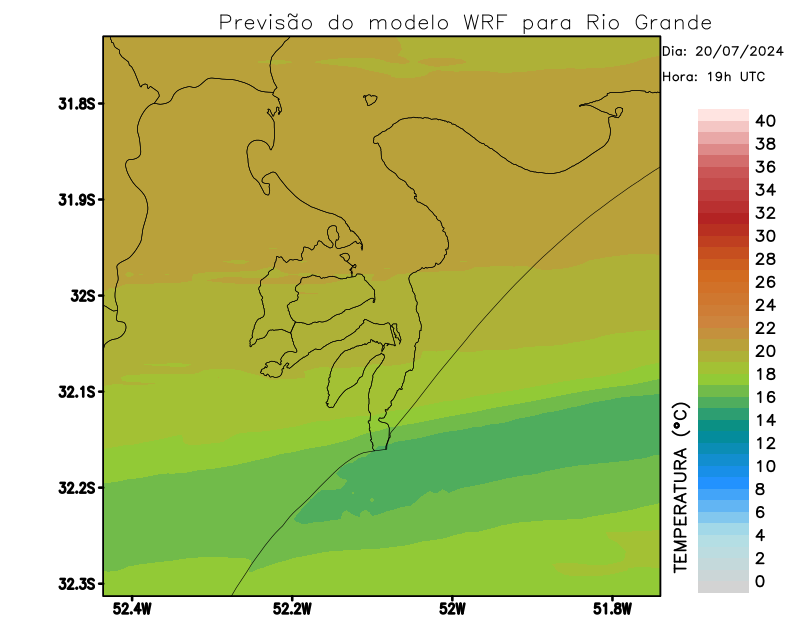 Previsão do modelo WRF para Rio Grande
Dia: 20/07/2024
Hora: 19h UTC
31.8S
31.9S
32S
32.1S
32.2S
32.3S
52.4W
52.2W
52W
51.8W
40
38
36
34
32
30
28
26
24
22
20
18
16
14
12
10
8
6
4
2
0
TEMPERATURA (°C)